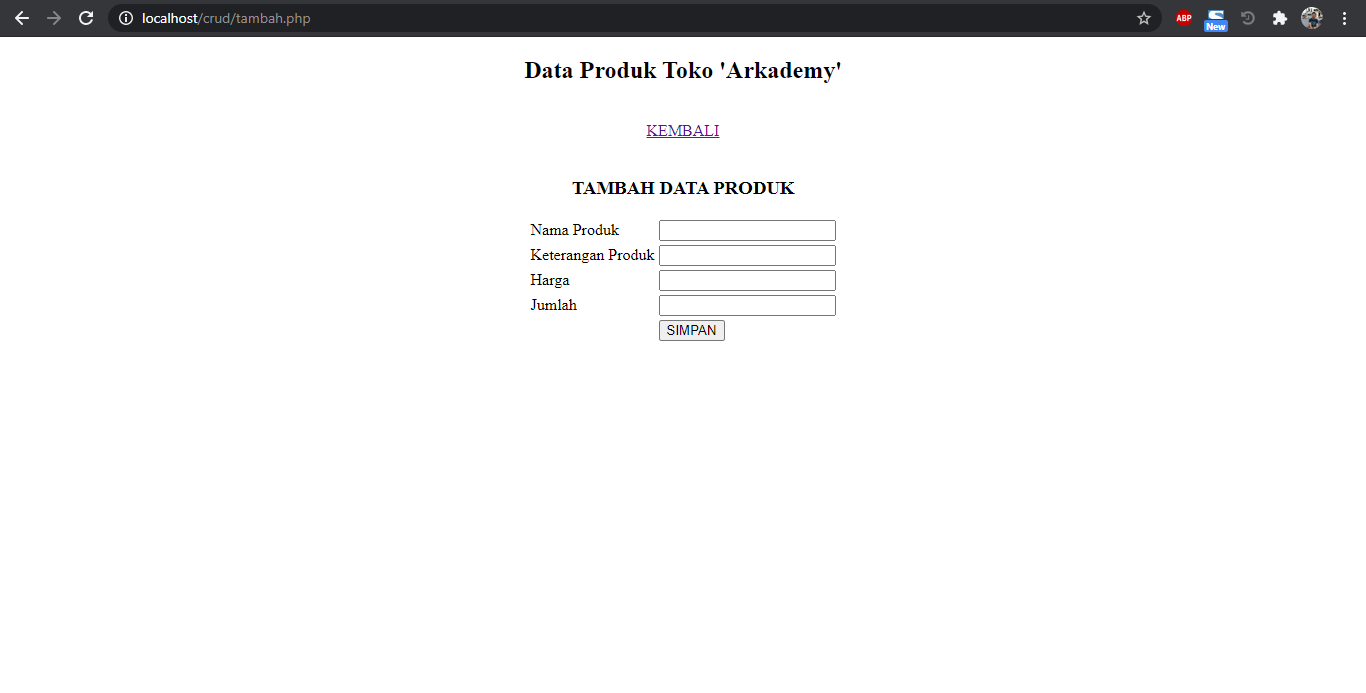 localhost/crud/tambah.php
ABP
New
Data Produk Toko 'Arkademy'
KEMBALI
TAMBAH DATA PRODUK
Nama Produk
Keterangan Produk
Harga
Jumlah
SIMPAN